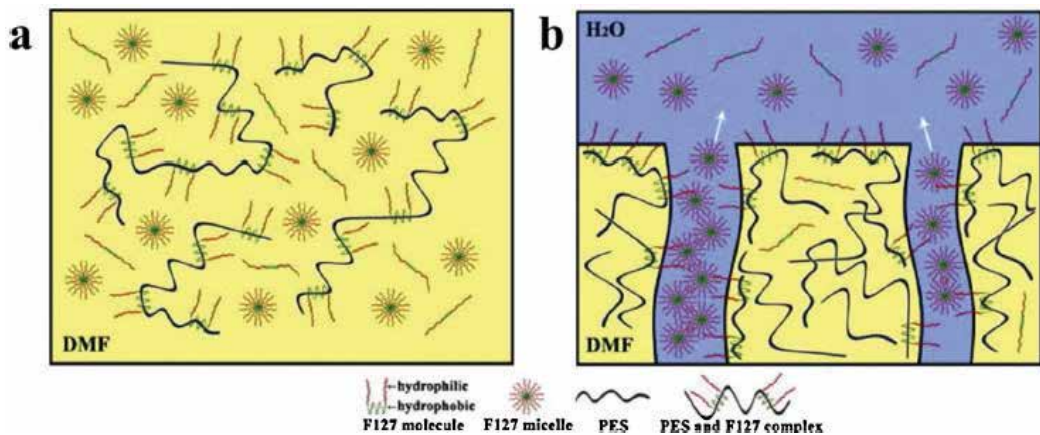 a
DMF
b
H2O
DMF
hydrophilic
hydrophobic
F127 molecule
F127 micelle
PES
PES and F127 complex